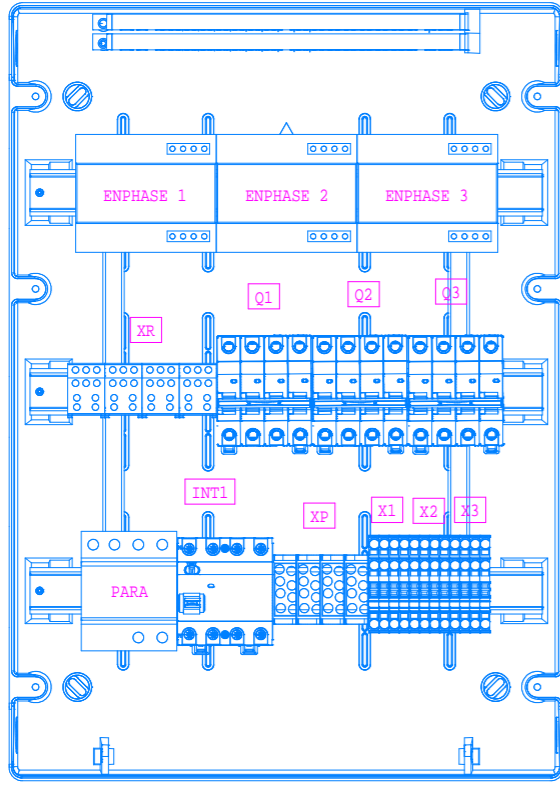 ENPHASE 1
ENPHASE 2
ENPHASE 3
Q1
Q2
Q3
XR
INT1
XP
X1
X2
X3
PARA